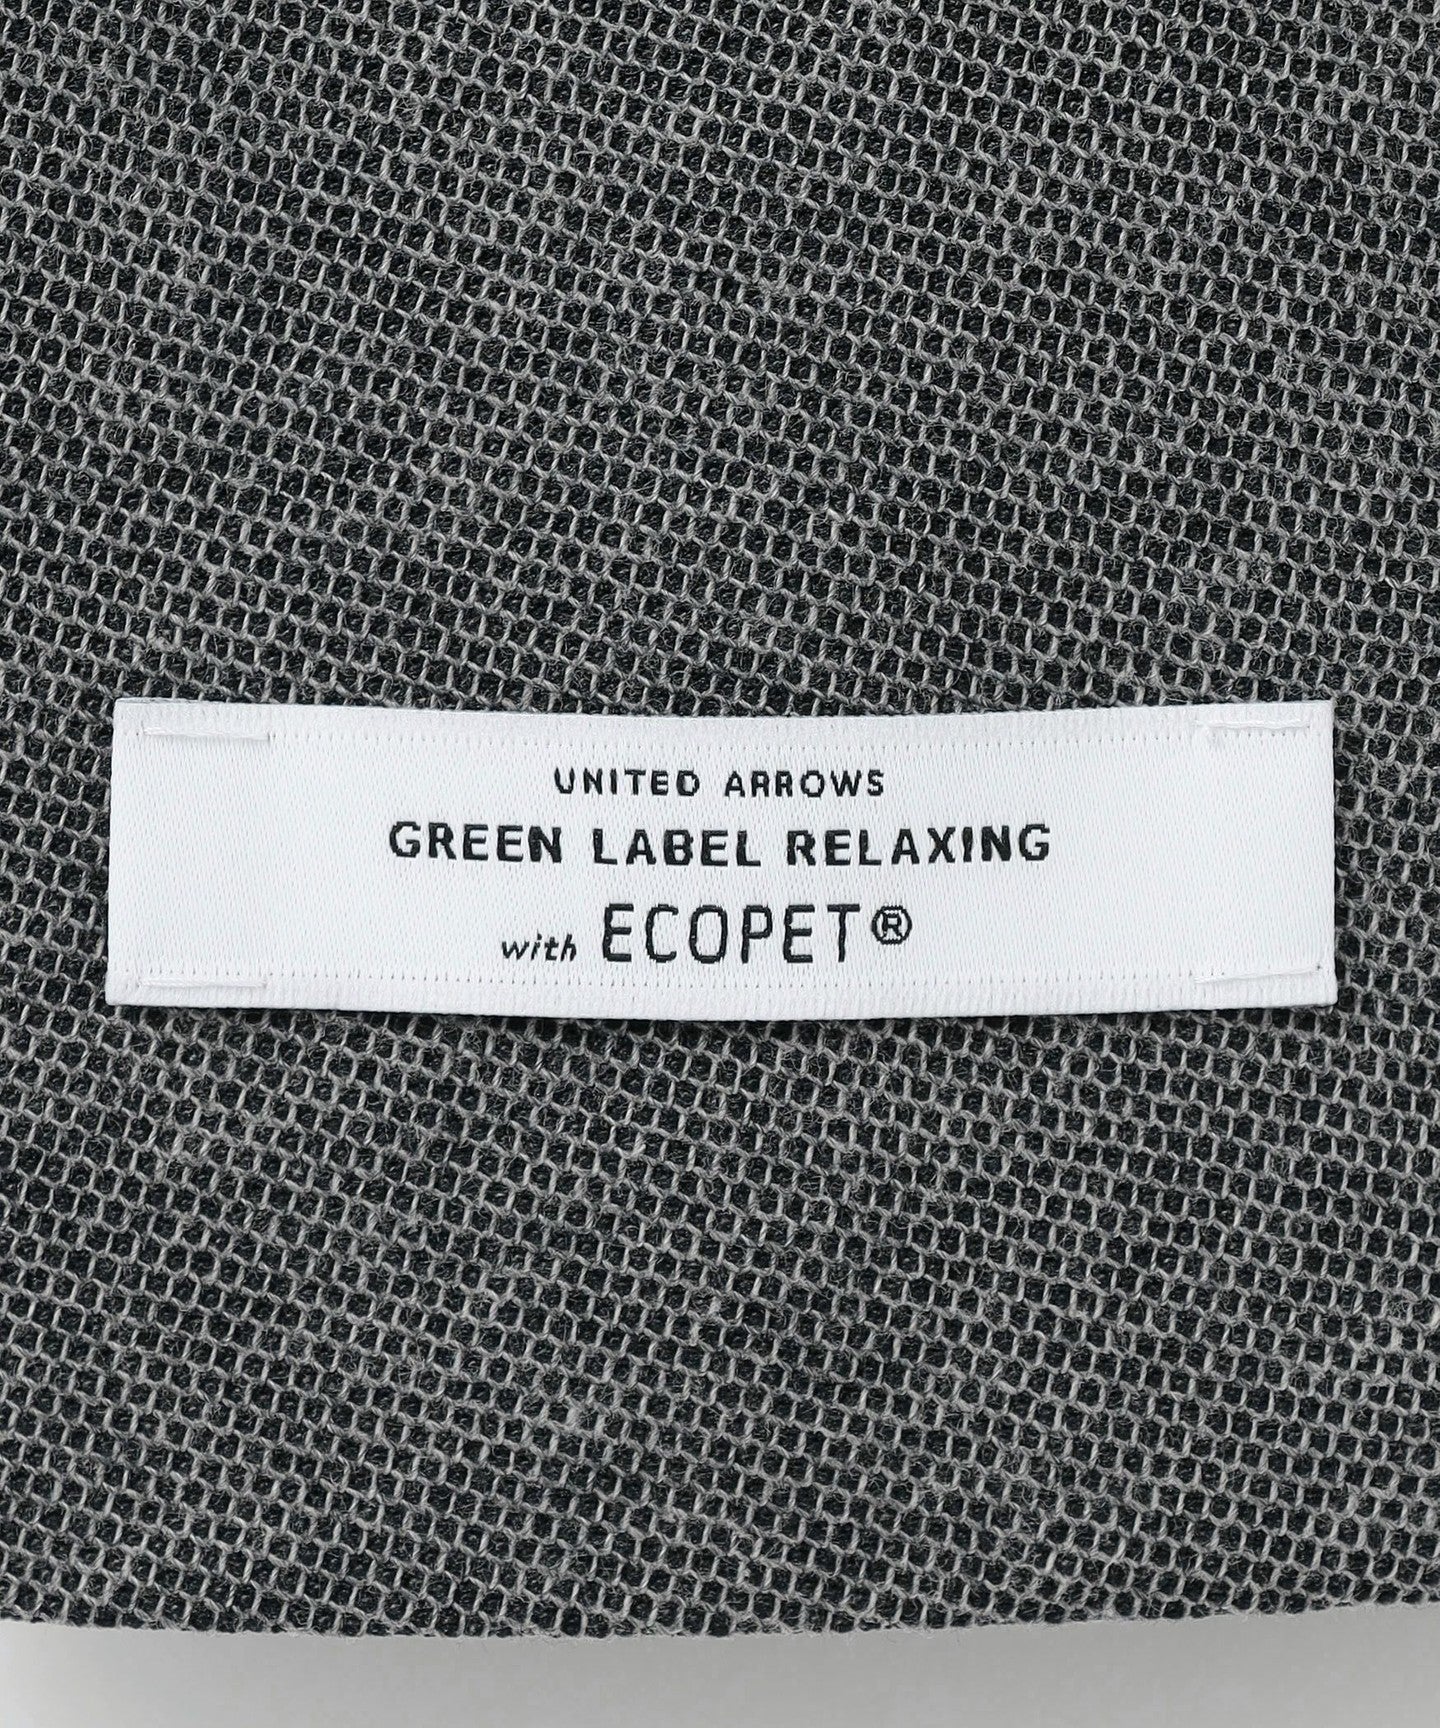 UNITED ARROWS
GREEN LABEL RELAXING
with ECOPET®